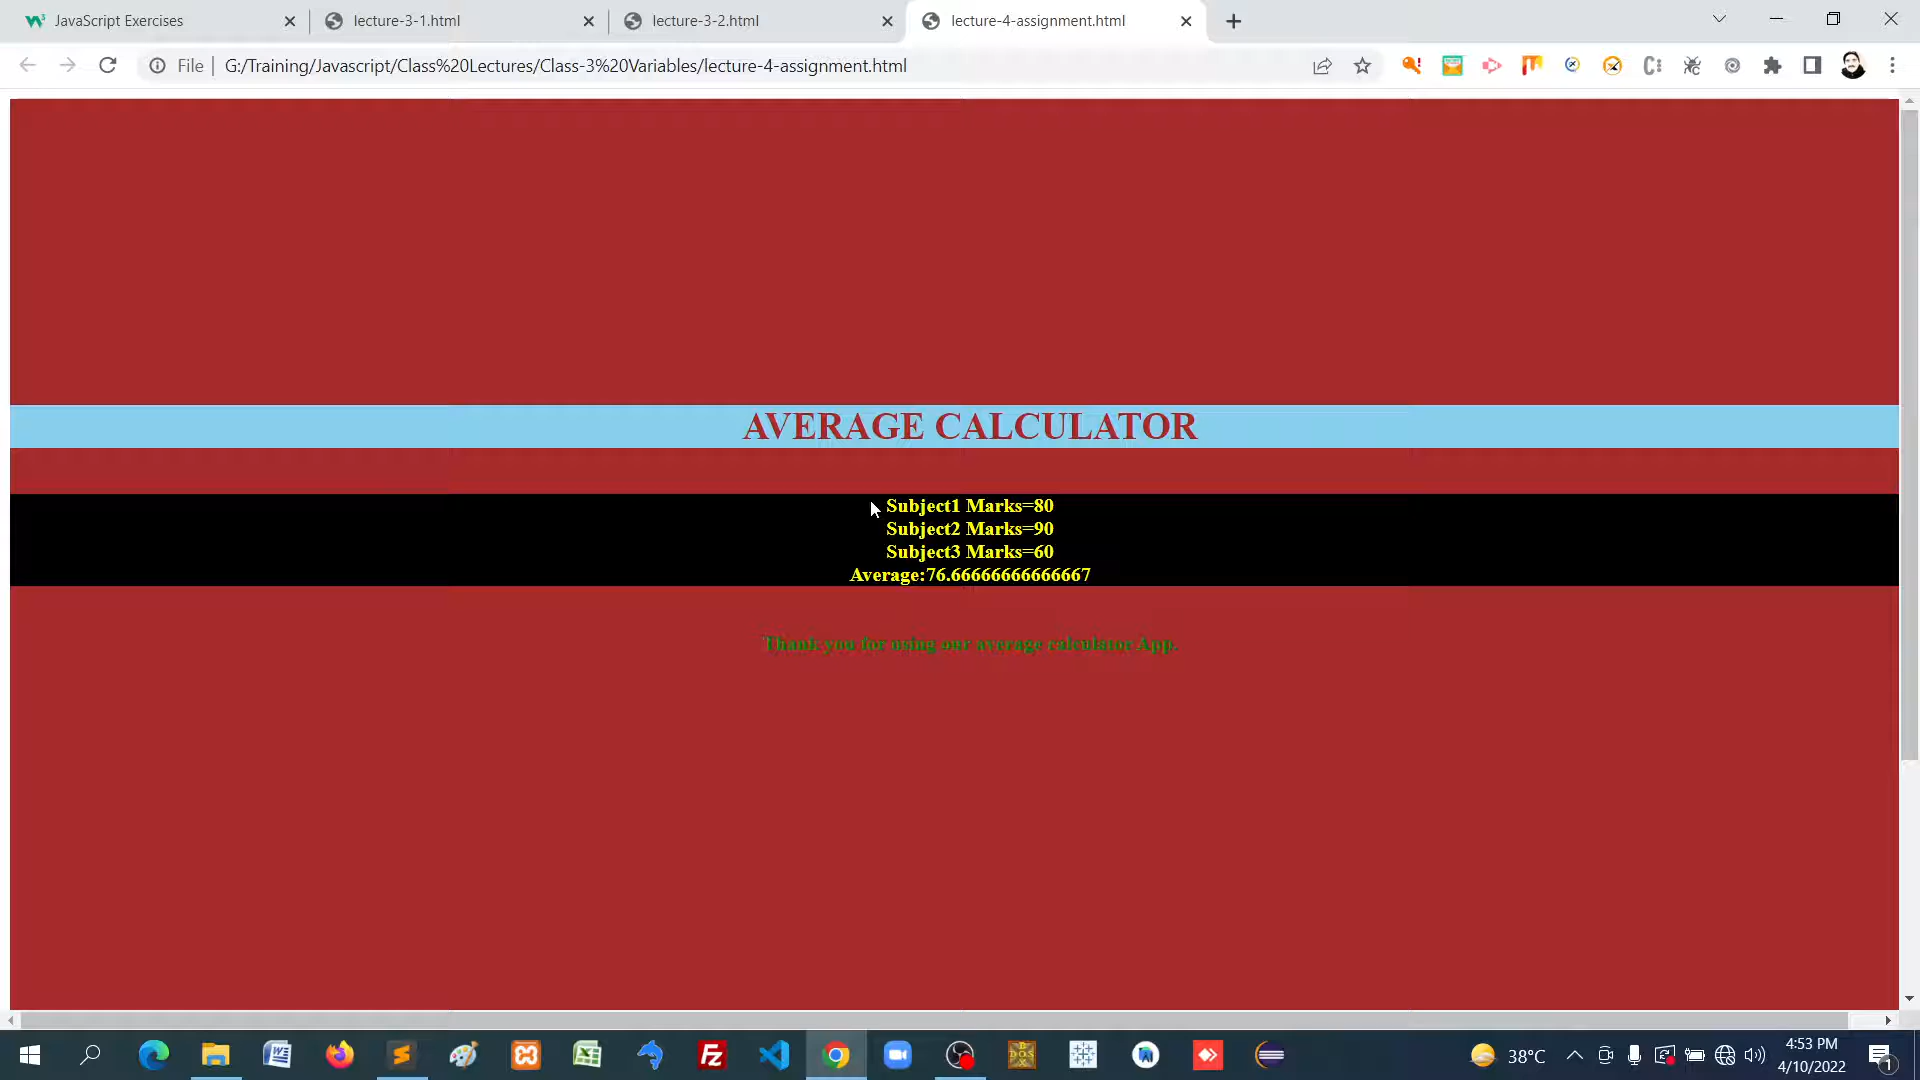 JavaScript Exercises
lecture-3-1.html
lecture-3-2.html
lecture-4-assignment.html
File
G:/Training/Javascript/Class%20Lectures/Class-3%20Variables/lecture-4-assignment.html
AVERAGE CALCULATOR
Subject1 Marks=80
Subject2 Marks=90
Subject3 Marks=60
Average:76.66666666666667
Thank you for using our average calculator App.
38°C
4:53 PM
4/10/2022
1